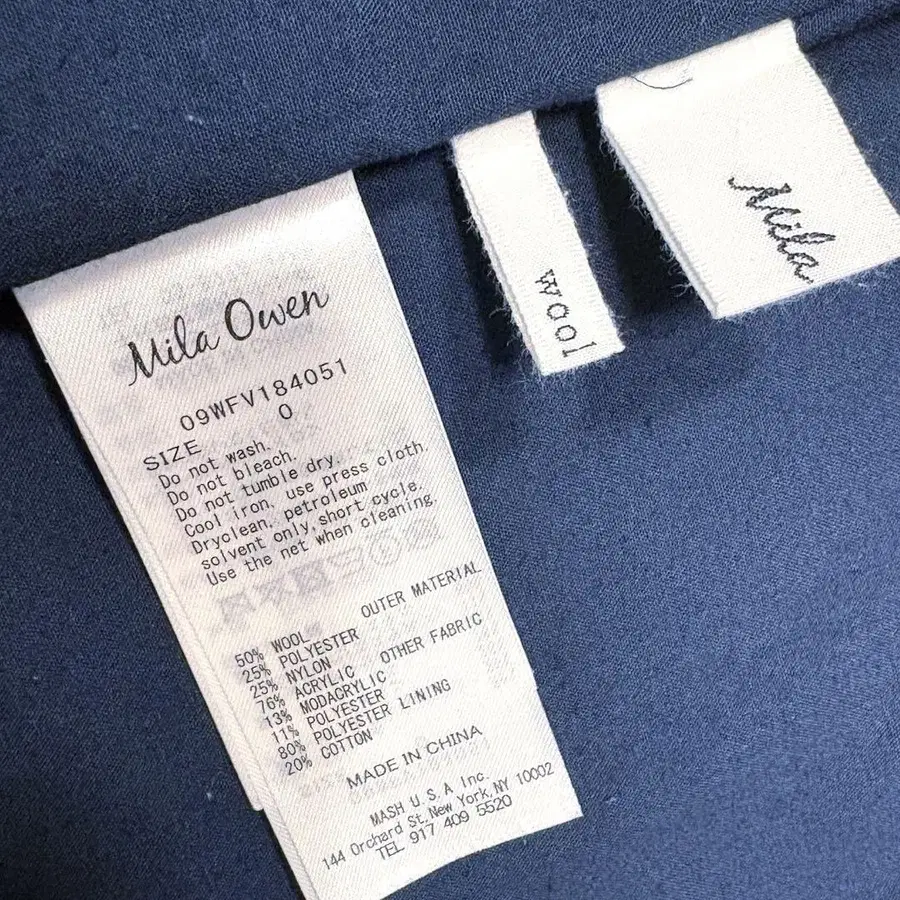 Mila Owen
09WFV184051
SIZE 0
Do not wash.
Do not bleach.
Do not tumble dry.
Cool iron, use press cloth.
Dryclean, petroleum
solvent only, short cycle.
Use the net when cleaning.
50% WOOL OUTER MATERIAL
25% POLYESTER
25% NYLON
76% ACRYLIC OTHER FABRIC
13% MODACRYLIC
11% POLYESTER
80% POLYESTER LINING
20% COTTON
MADE IN CHINA
MASH U.S.A Inc.
144 Orchard St, New York, NY 10002
TEL 917 409 5520
wool
Mila